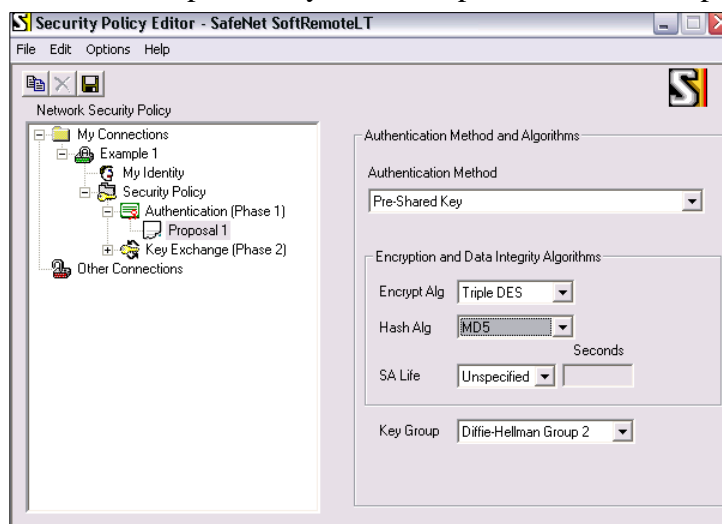 Security Policy Editor - SafeNet SoftRemoteLT
File Edit Options Help
Network Security Policy
My Connections
Example 1
My Identity
Security Policy
Authentication (Phase 1)
Proposal 1
Key Exchange (Phase 2)
Other Connections
Authentication Method and Algorithms
Authentication Method
Pre-Shared Key
Encryption and Data Integrity Algorithms
Encrypt Alg Triple DES
Hash Alg MD5
Seconds
SA Life Unspecified
Key Group Diffie-Hellman Group 2